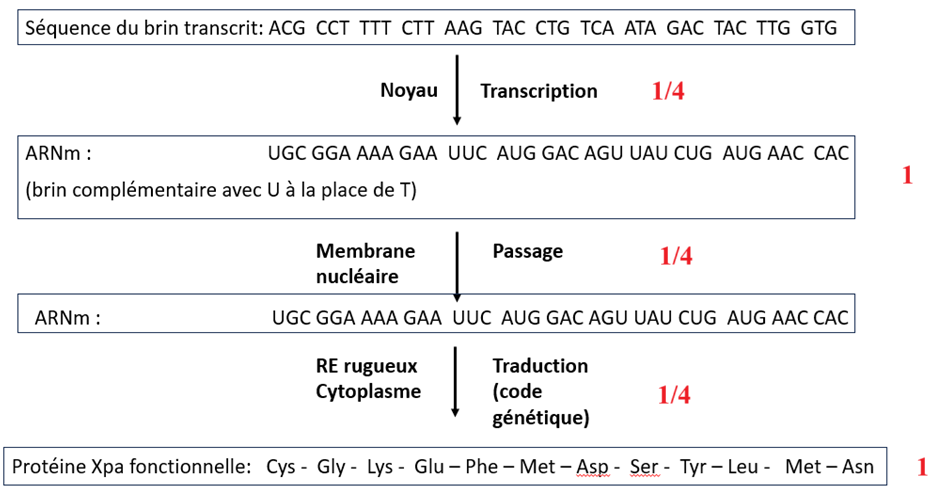 Séquence du brin transcrit: ACG CCT TTT CTT AAG TAC CTG TCA ATA GAC TAC TTG GTG
Noyau Transcription 1/4
ARNm : UGC GGA AAA GAA UUC AUG GAC AGU UAU CUG AUG AAC CAC
(brin complémentaire avec U à la place de T)
1
Membrane Passage 1/4
nucléaire
ARNm : UGC GGA AAA GAA UUC AUG GAC AGU UAU CUG AUG AAC CAC
RE rugueux Traduction
Cytoplasme (code 1/4
génétique)
Protéine Xpa fonctionnelle: Cys - Gly - Lys - Glu – Phe – Met – Asp - Ser - Tyr – Leu - Met – Asn 1